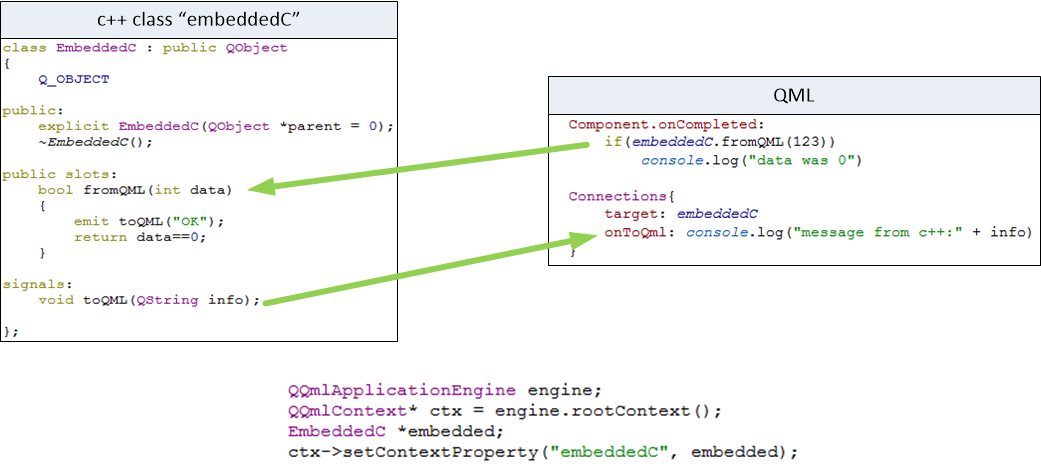 c++ class “embeddedC”
class EmbeddedC : public QObject
{
Q_OBJECT
public:
explicit EmbeddedC(QObject *parent = 0);
~EmbeddedC();
public slots:
bool fromQML(int data)
{
emit toQML("OK");
return data==0;
}
signals:
void toQML(QString info);
};
QML
Component.onCompleted:
if(embeddedC.fromQML(123))
console.log("data was 0")
Connections{
target: embeddedC
onToQml: console.log("message from c++:" + info)
}
QQmlApplicationEngine engine;
QQmlContext* ctx = engine.rootContext();
EmbeddedC *embedded;
ctx->setContextProperty("embeddedC", embedded);